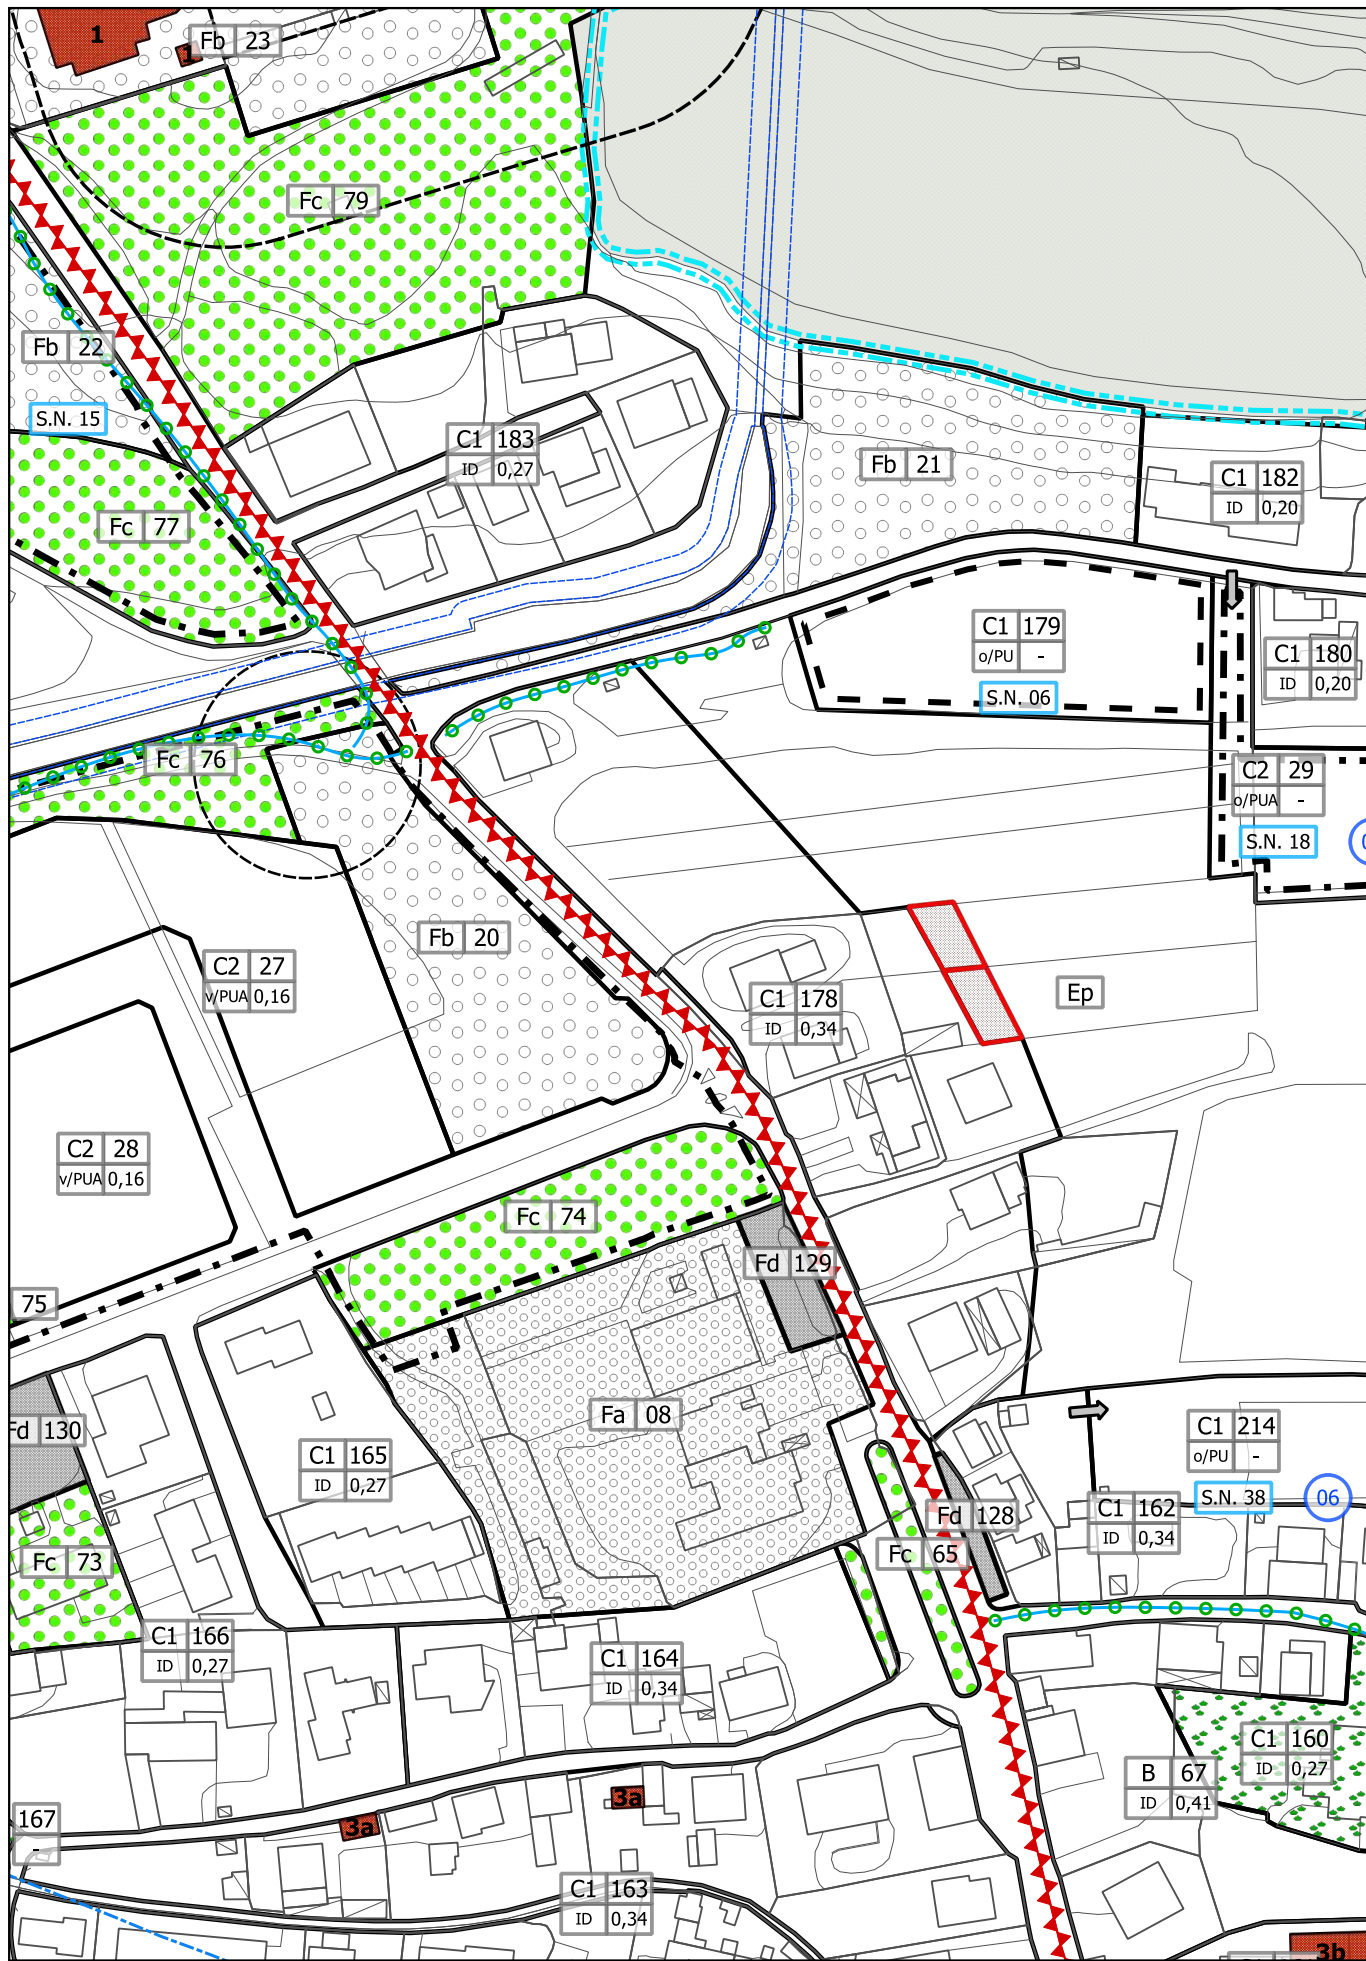 1
1
Fb 23
Fc 79
Fb 22
S.N. 15
C1 183
ID 0,27
Fb 21
C1 182
ID 0,20
Fc 77
C1 179
o/PU -
S.N. 06
C1 180
ID 0,20
Fc 76
C2 29
o/PUA -
S.N. 18
Fb 20
C2 27
v/PUA 0,16
C1 178
ID 0,34
Ep
C2 28
v/PUA 0,16
Fc 74
Fd 129
75
Fa 08
Fd 130
C1 165
ID 0,27
C1 214
o/PU -
S.N. 38
06
Fd 128
C1 162
ID 0,34
Fc 65
Fc 73
C1 166
ID 0,27
C1 164
ID 0,34
C1 160
ID 0,27
B 67
ID 0,41
3a
3a
167
-
C1 163
ID 0,34
3b